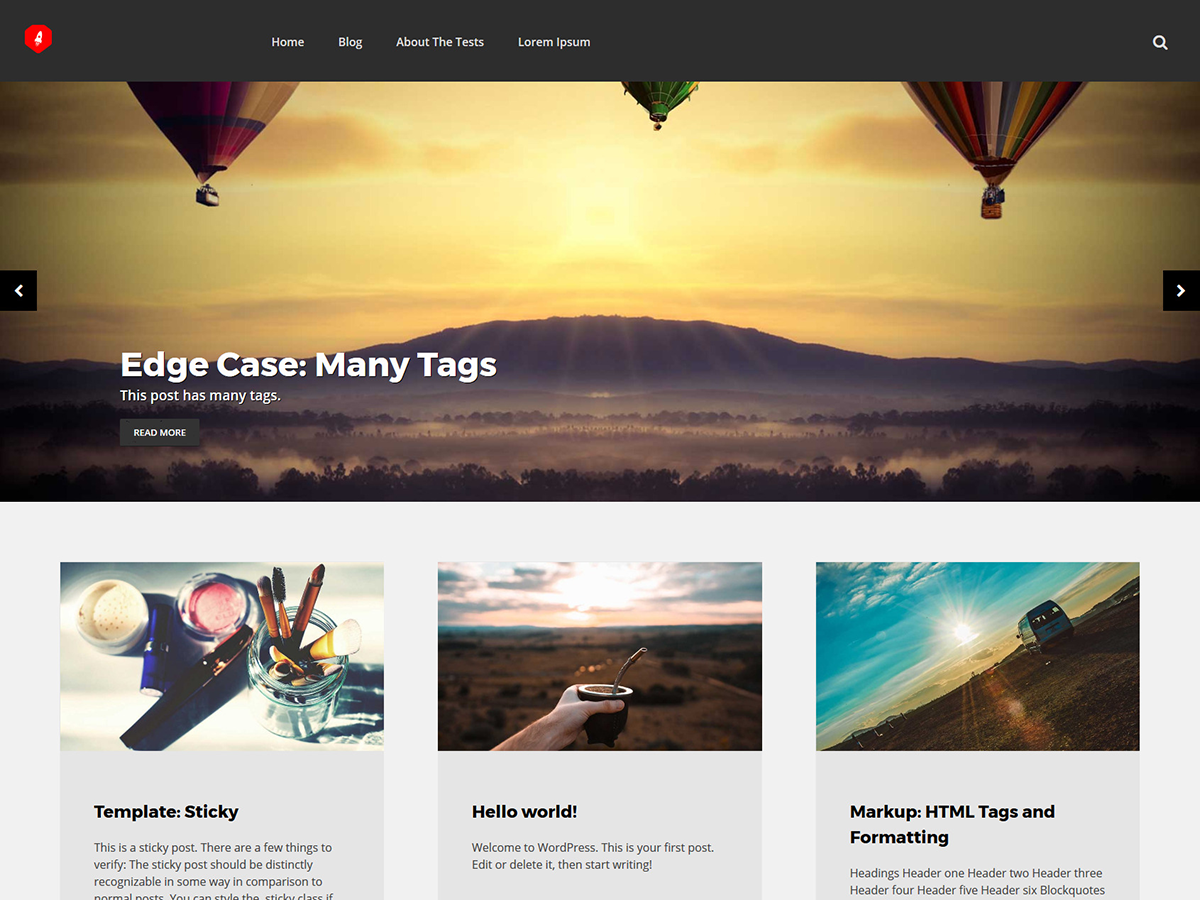 Home Blog About The Tests Lorem Ipsum
Edge Case: Many Tags
This post has many tags.
READ MORE
Template: Sticky
This is a sticky post. There are a few things to
verify: The sticky post should be distinctly
recognizable in some way in comparison to
normal posts. You can style the .sticky class if
Hello world!
Welcome to WordPress. This is your first post.
Edit or delete it, then start writing!
Markup: HTML Tags and
Formatting
Headings Header one Header two Header three
Header four Header five Header six Blockquotes